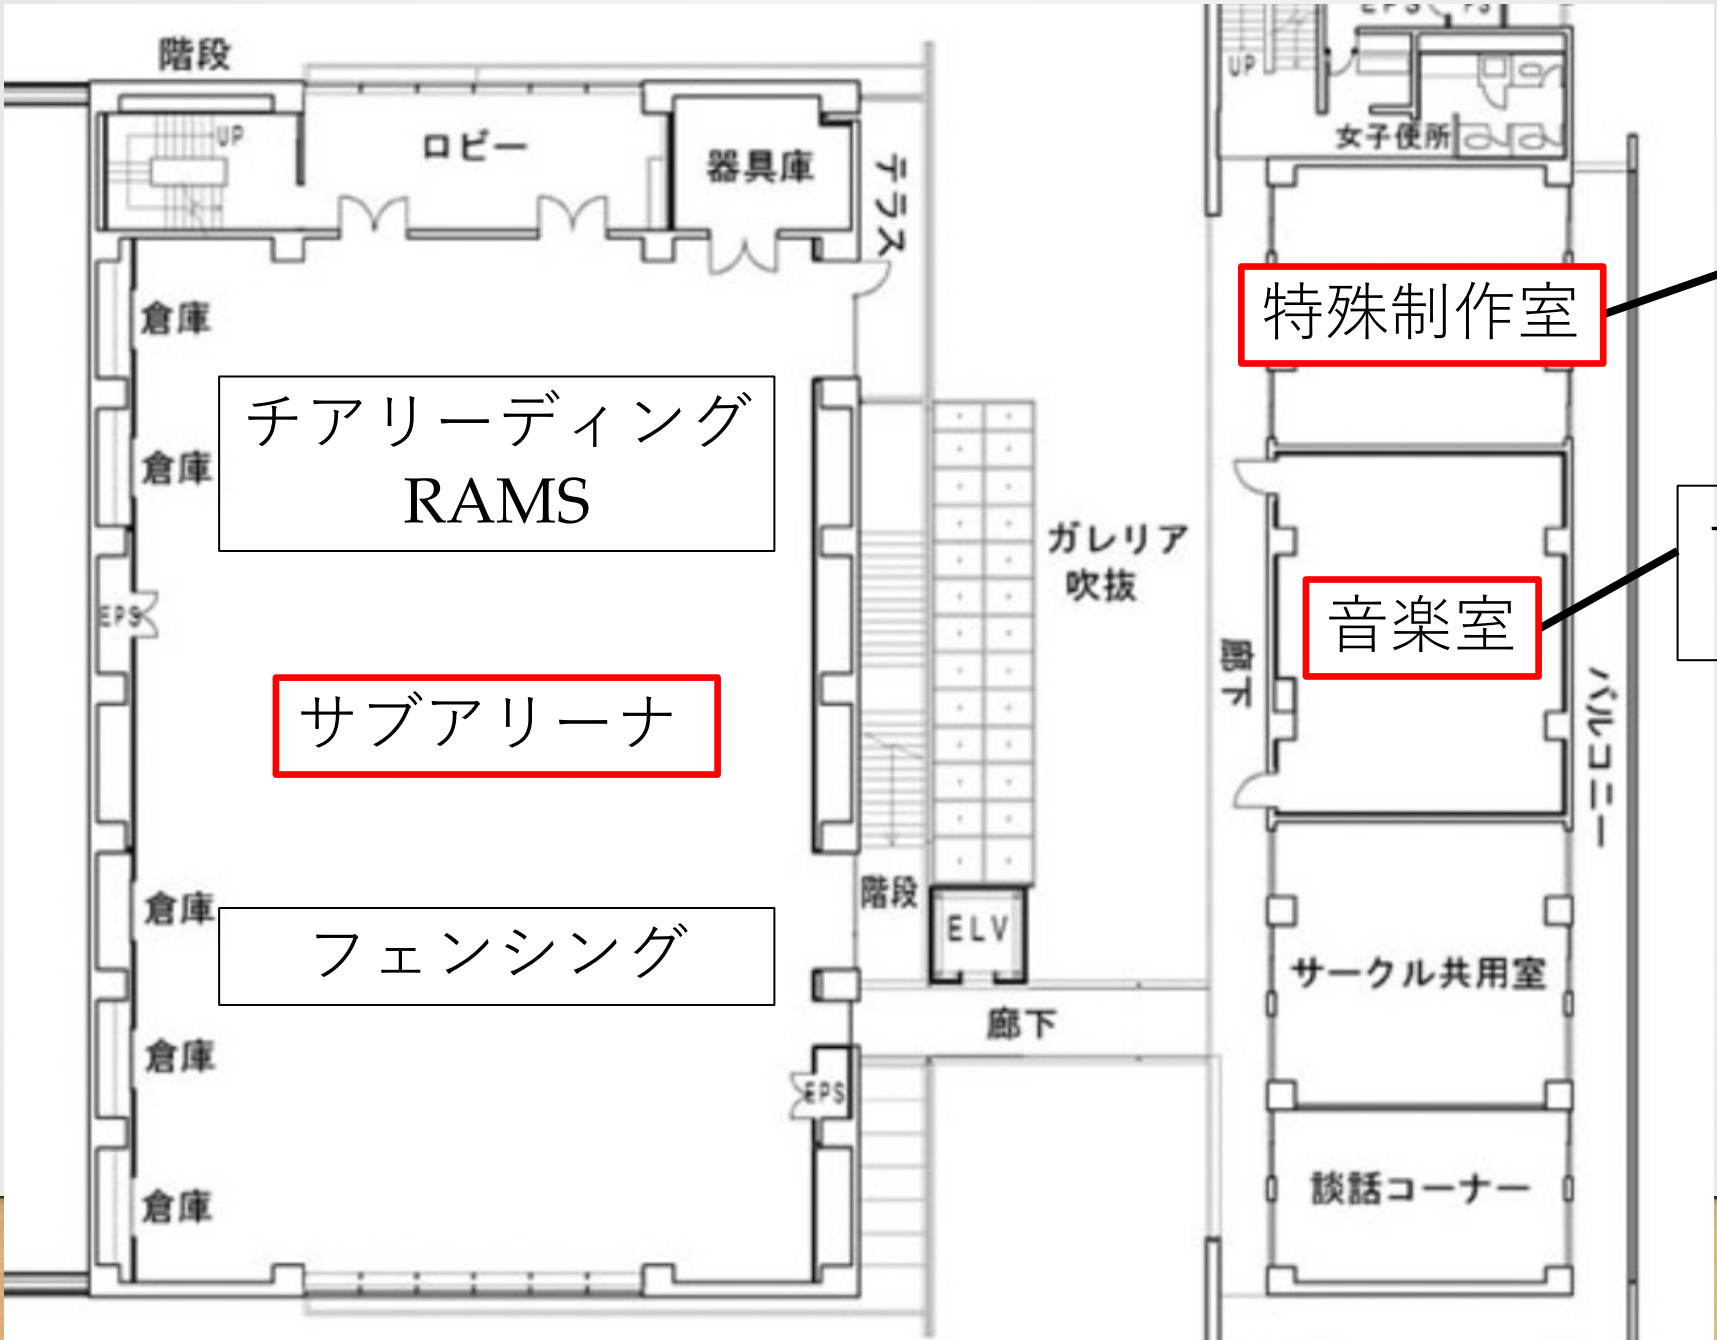 階段
EPS
PS
UP
UP
ロビー
器具庫
女子便所
テラス
倉庫
特殊制作室
倉庫
チアリーディング
RAMS
ガレリア
吹抜
EPS
音楽室
廊下
サブアリーナ
バルコニー
倉庫
階段
ELV
フェンシング
サークル共用室
廊下
倉庫
EPS
談話コーナー
倉庫